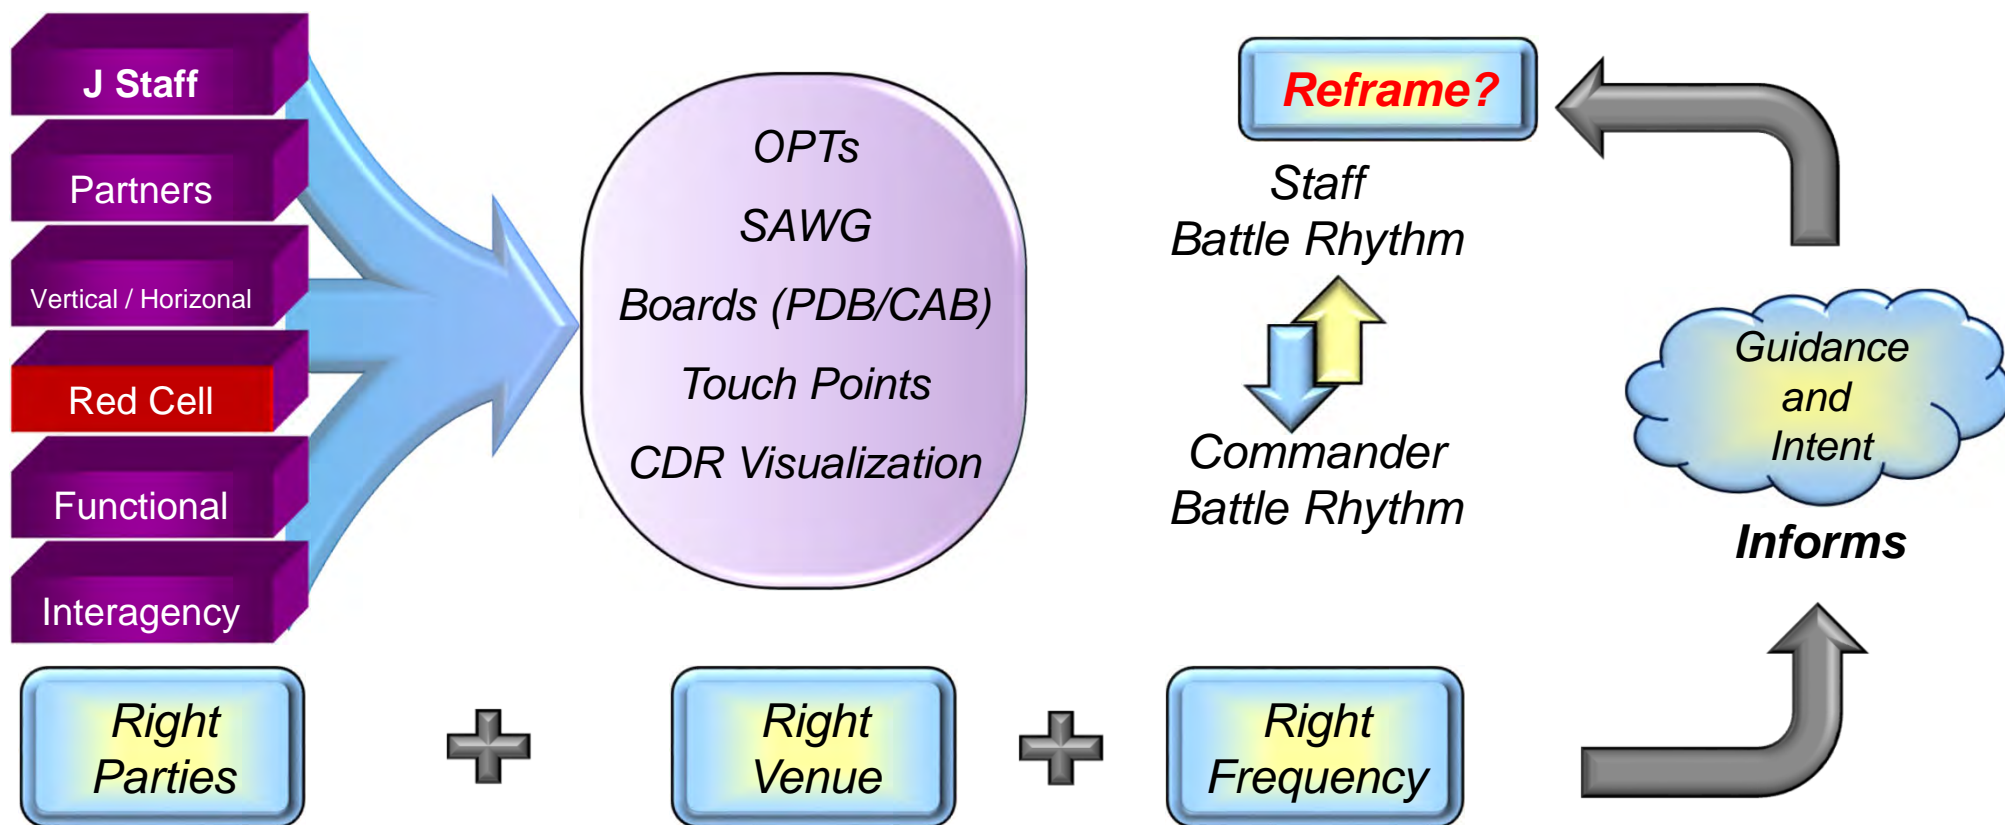 J Staff
Partners
Vertical / Horizonal
Red Cell
Functional
Interagency
OPTs
SAWG
Boards (PDB/CAB)
Touch Points
CDR Visualization
Reframe?
Staff
Battle Rhythm
Commander
Battle Rhythm
Guidance
and
Intent
Informs
Right
Parties
Right
Venue
Right
Frequency